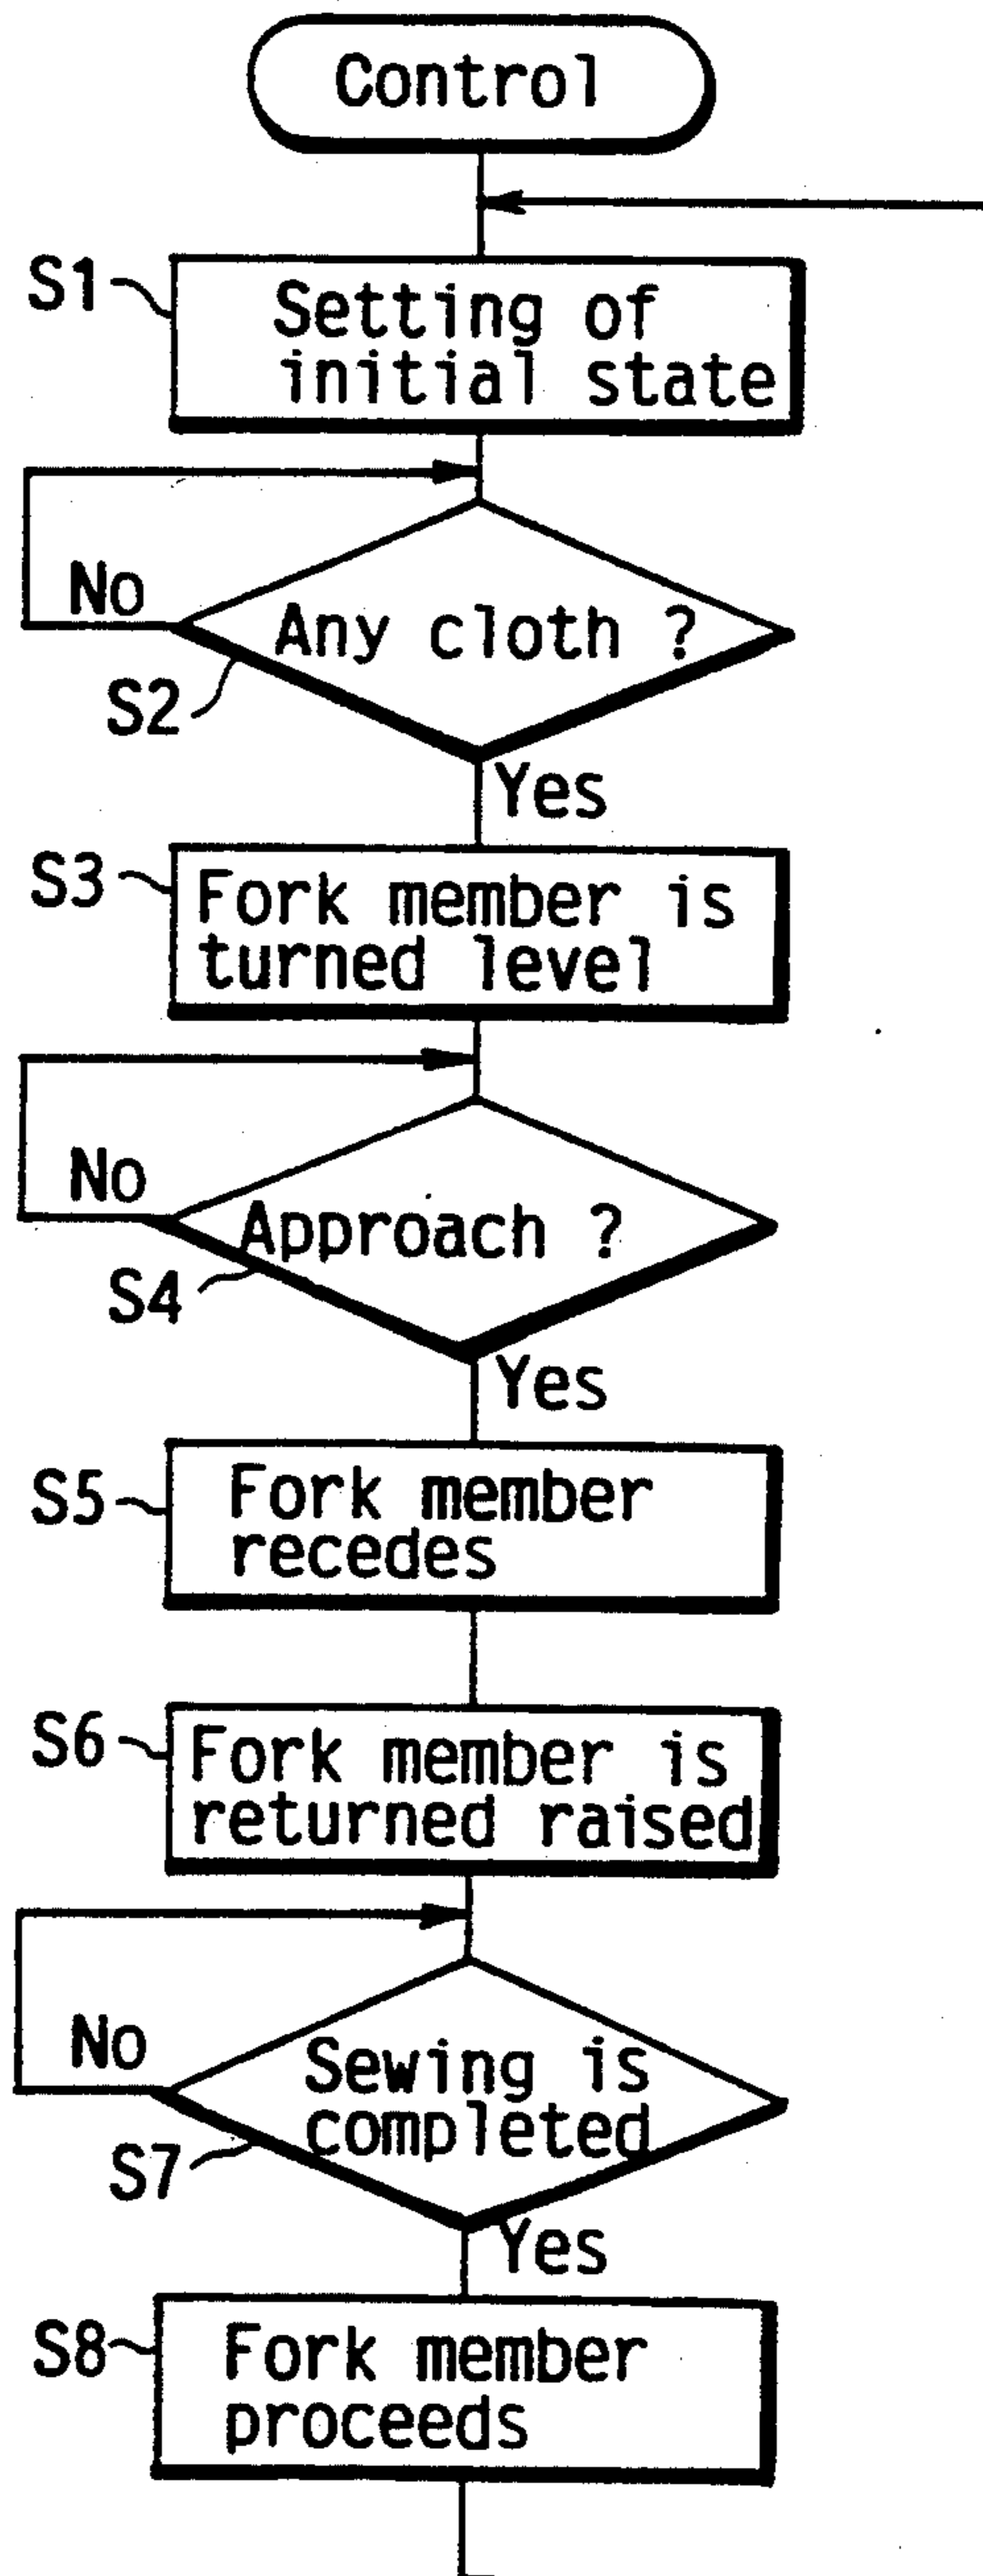 Control
S1
Setting of
initial state
No
Any cloth ?
S2
Yes
S3
Fork member is
turned level
No
Approach ?
S4
Yes
S5
Fork member
recedes
S6
Fork member is
returned raised
No
Sewing is
completed
S7
Yes
S8
Fork member
proceeds